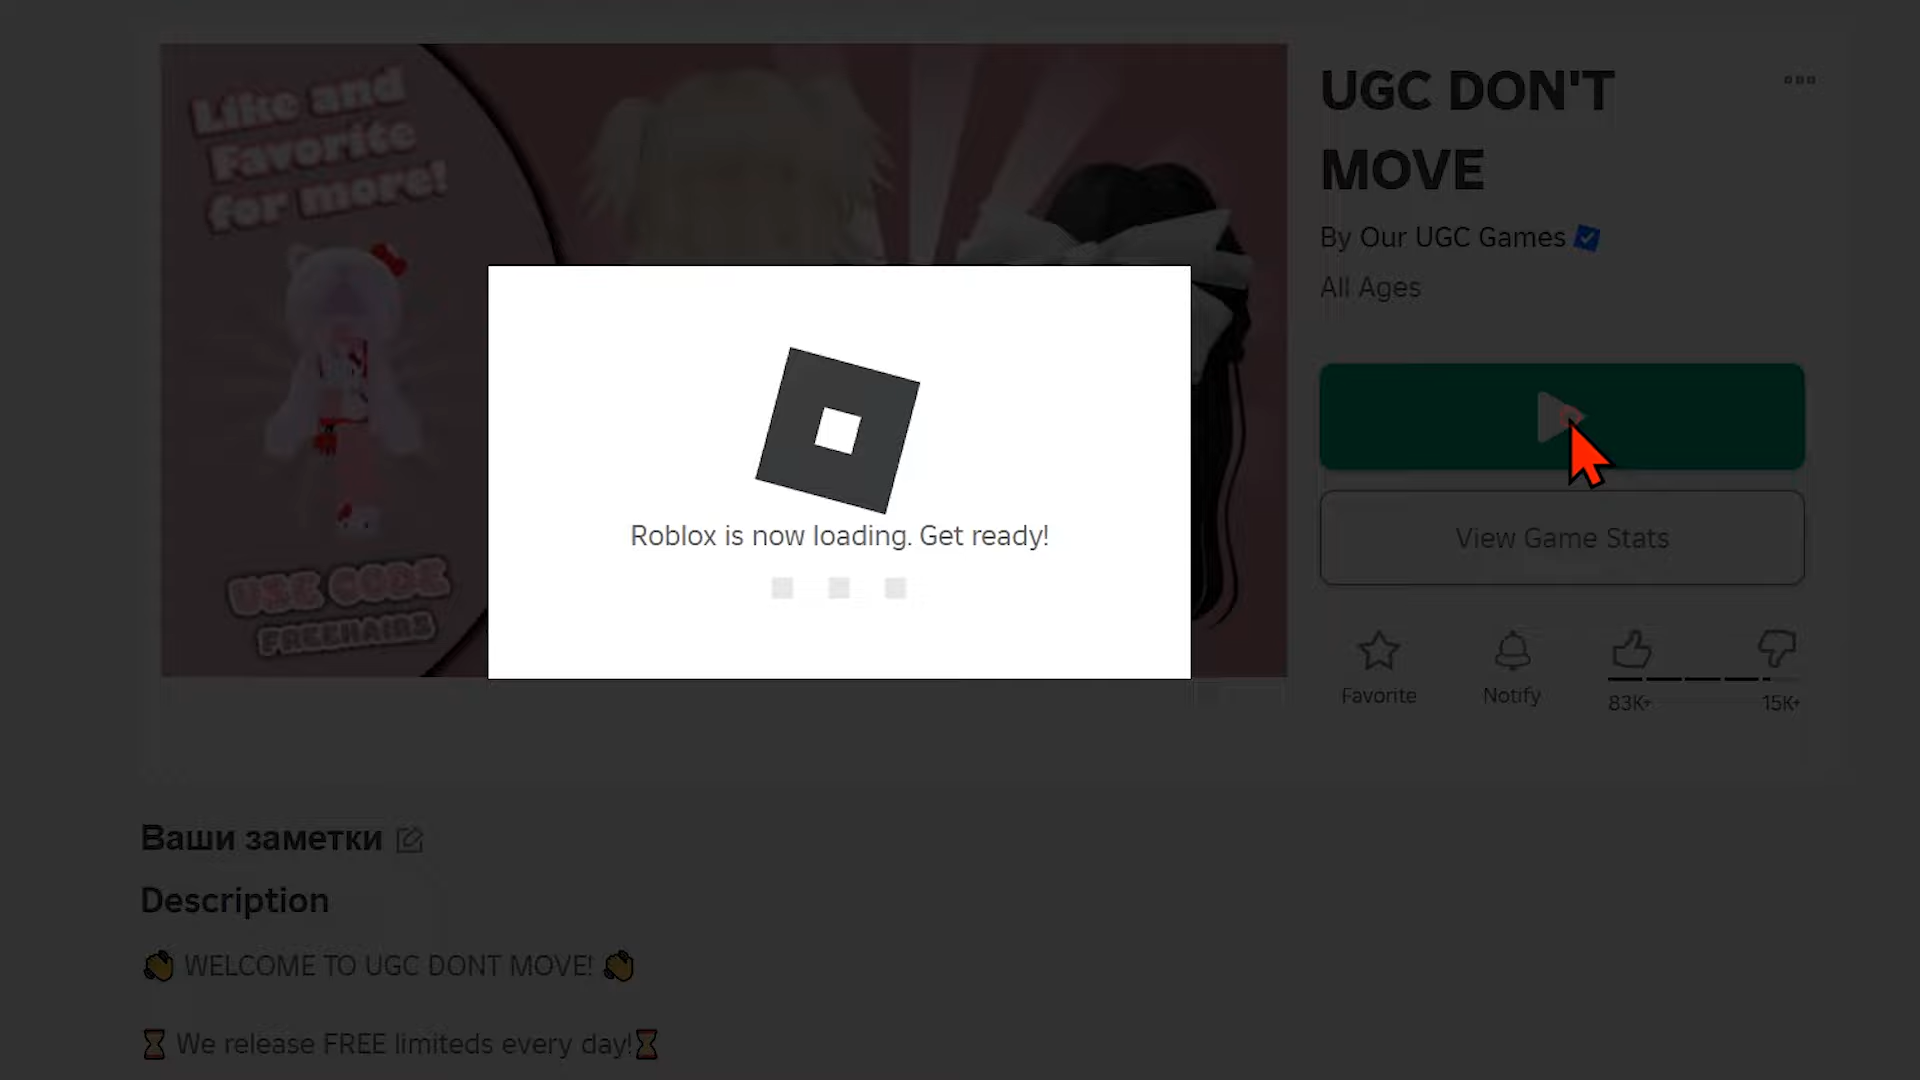 Like and
Favorite
for more!
UGC CODE
FREEHAIRS
UGC DON'T
MOVE
By Our UGC Games
All Ages
Roblox is now loading. Get ready!
View Game Stats
Favorite
Notify
83K+
15K+
Ваши заметки
Description
👏 WELCOME TO UGC DONT MOVE! 👏
⏳ We release FREE limiteds every day!⏳